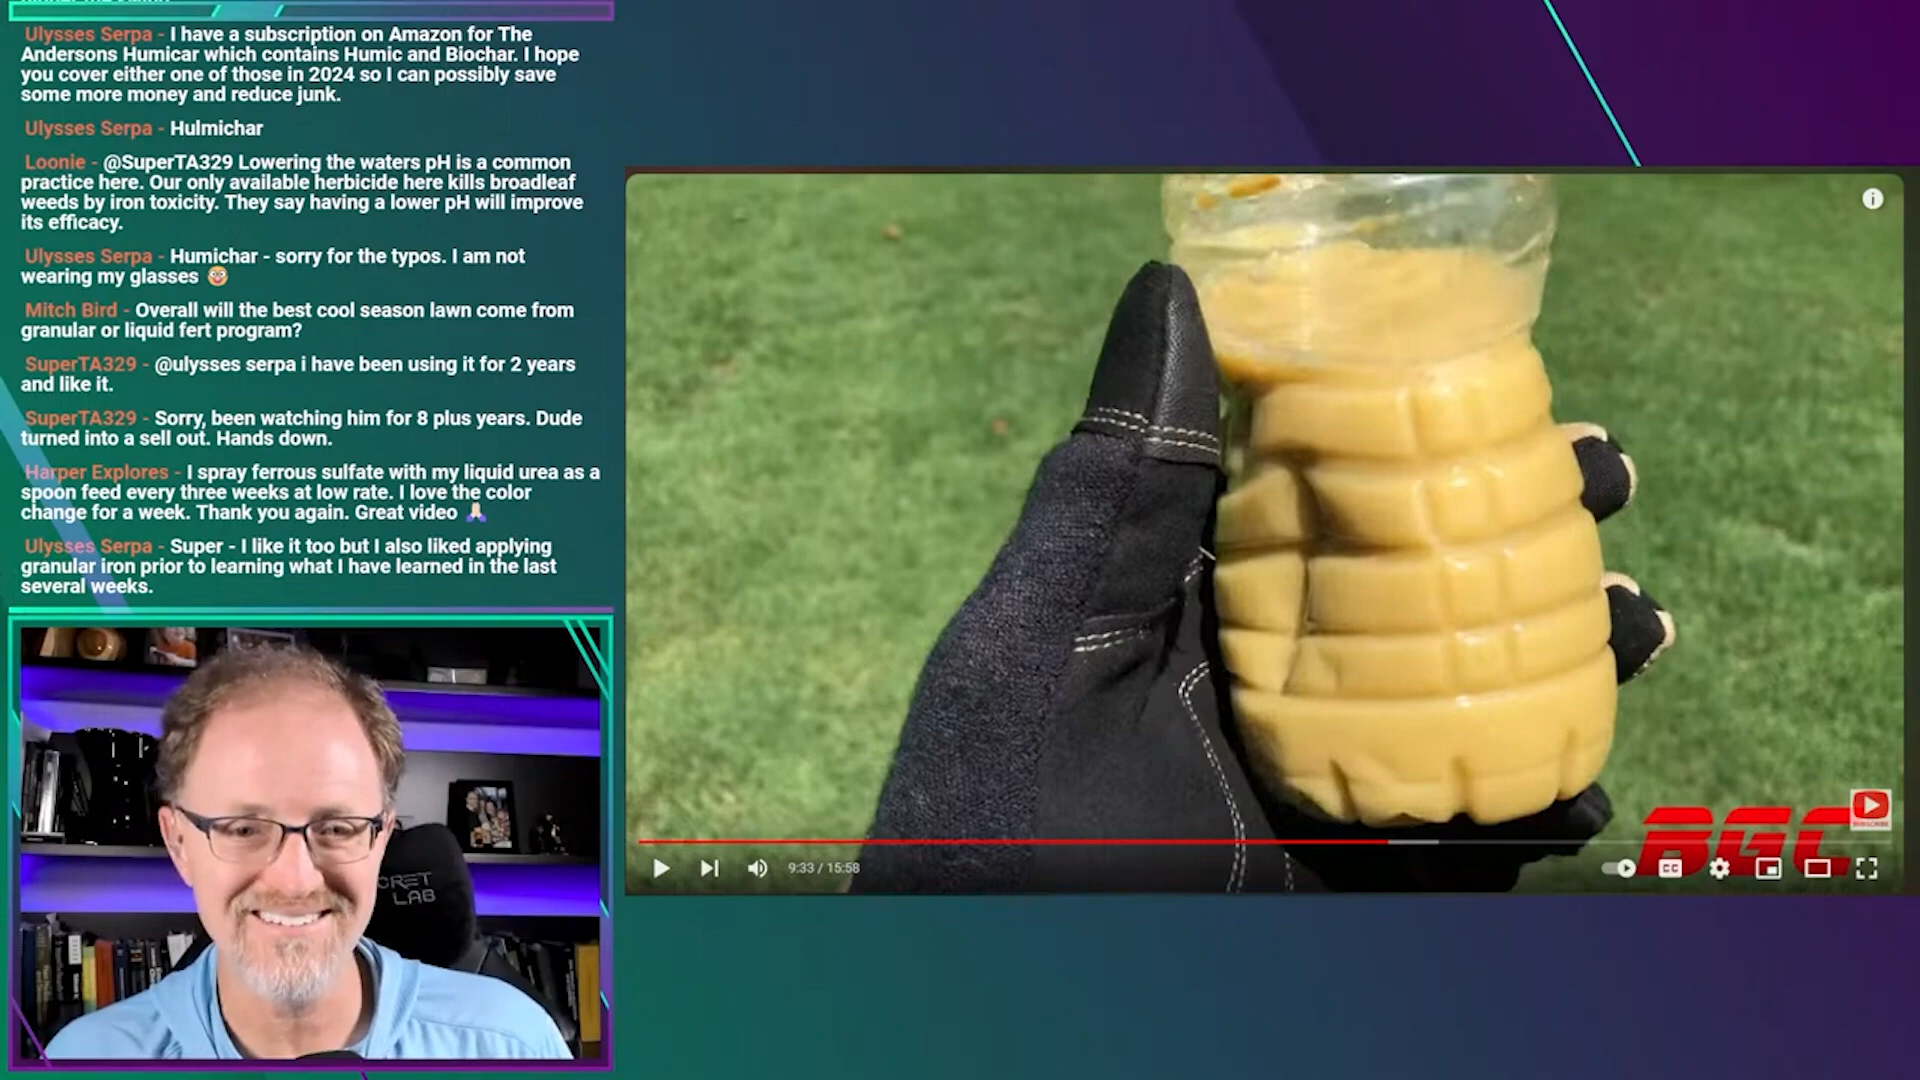 Ulysses Serpa - I have a subscription on Amazon for The
Andersons Humicar which contains Humic and Biochar. I hope
you cover either one of those in 2024 so I can possibly save
some more money and reduce junk.
Ulysses Serpa - Hulmichar
Loonie - @SuperTA329 Lowering the waters pH is a common
practice here. Our only available herbicide here kills broadleaf
weeds by iron toxicity. They say having a lower pH will improve
its efficacy.
Ulysses Serpa - Humichar - sorry for the typos. I am not
wearing my glasses 🤡
Mitch Bird - Overall will the best cool season lawn come from
granular or liquid fert program?
SuperTA329 - @ulysses serpa i have been using it for 2 years
and like it.
SuperTA329 - Sorry, been watching him for 8 plus years. Dude
turned into a sell out. Hands down.
Harper Explores - I spray ferrous sulfate with my liquid urea as a
spoon feed every three weeks at low rate. I love the color
change for a week. Thank you again. Great video 🙏🏻
Ulysses Serpa - Super - I like it too but I also liked applying
granular iron prior to learning what I have learned in the last
several weeks.
CRET
LAB
BGC
SUBSCRIBE
9:33 / 15:58
CC